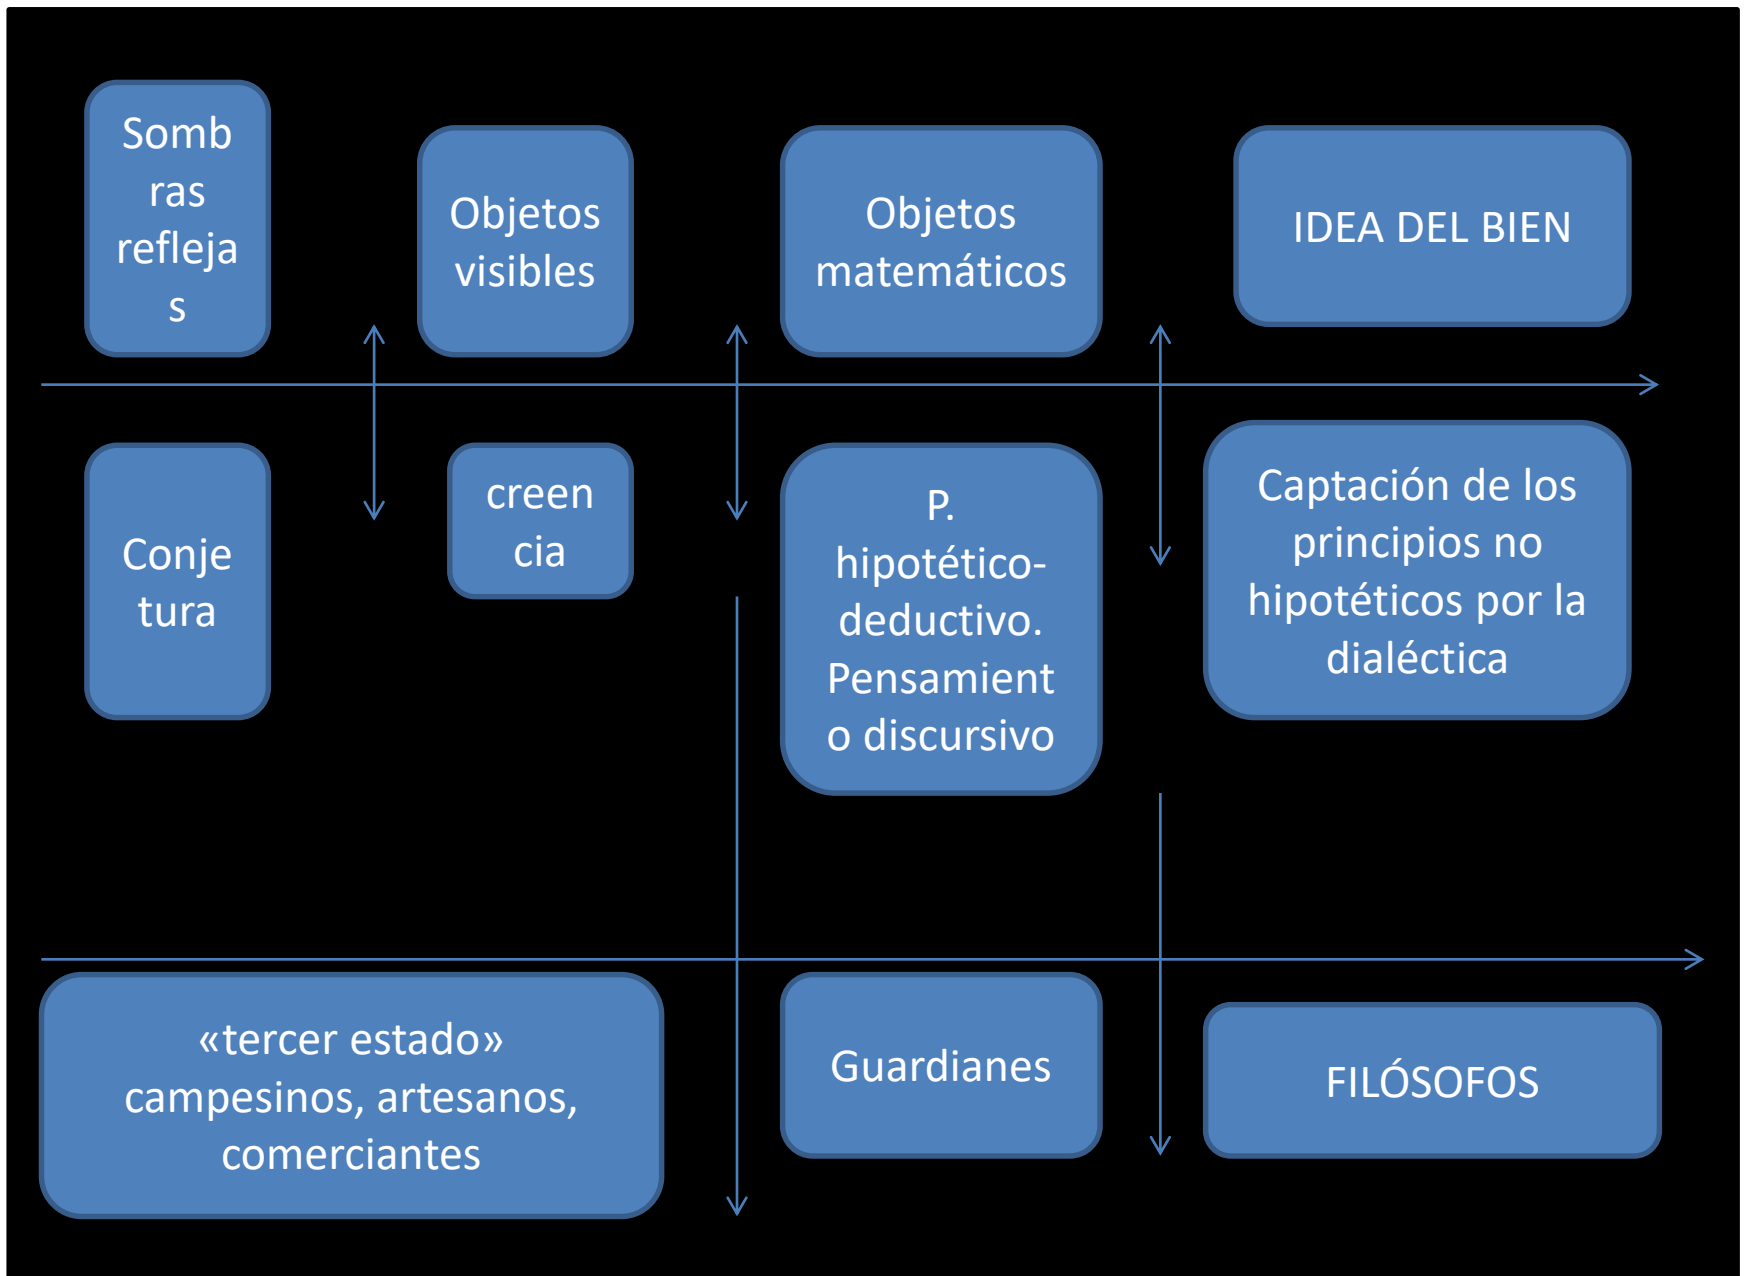 Somb
ras
refleja
s
Objetos
visibles
Objetos
matemáticos
IDEA DEL BIEN
Conje
tura
creen
cia
P.
hipotético-
deductivo.
Pensamient
o discursivo
Captación de los
principios no
hipotéticos por la
dialéctica
«tercer estado»
campesinos, artesanos,
comerciantes
Guardianes
FILÓSOFOS